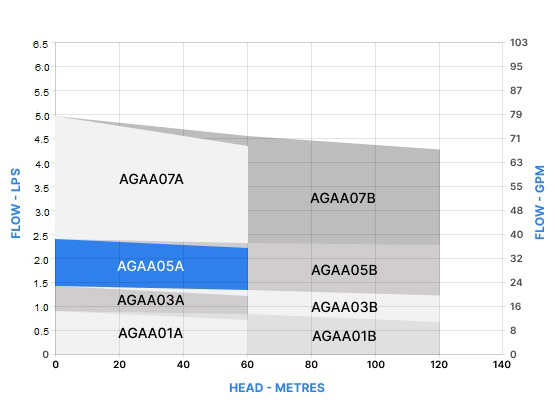 6.5
6.0
5.5
5.0
4.5
4.0
3.5
3.0
2.5
2.0
1.5
1.0
0.5
0
FLOW - LPS
103
95
87
79
71
63
55
48
40
32
24
16
8
0
FLOW - GPM
AGAA07A
AGAA07B
AGAA05A
AGAA05B
AGAA03A
AGAA03B
AGAA01A
AGAA01B
0 20 40 60 80 100 120 140
HEAD - METRES